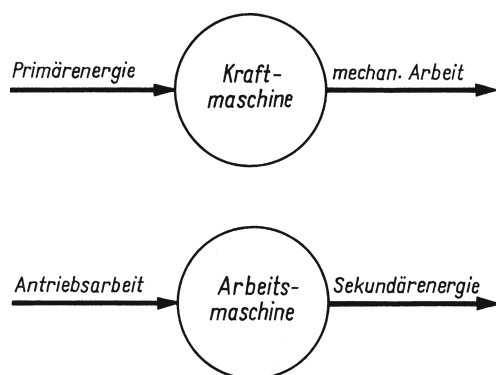 Primärenergie
Kraft-
maschine
mechan. Arbeit
Antriebsarbeit
Arbeits-
maschine
Sekundärenergie